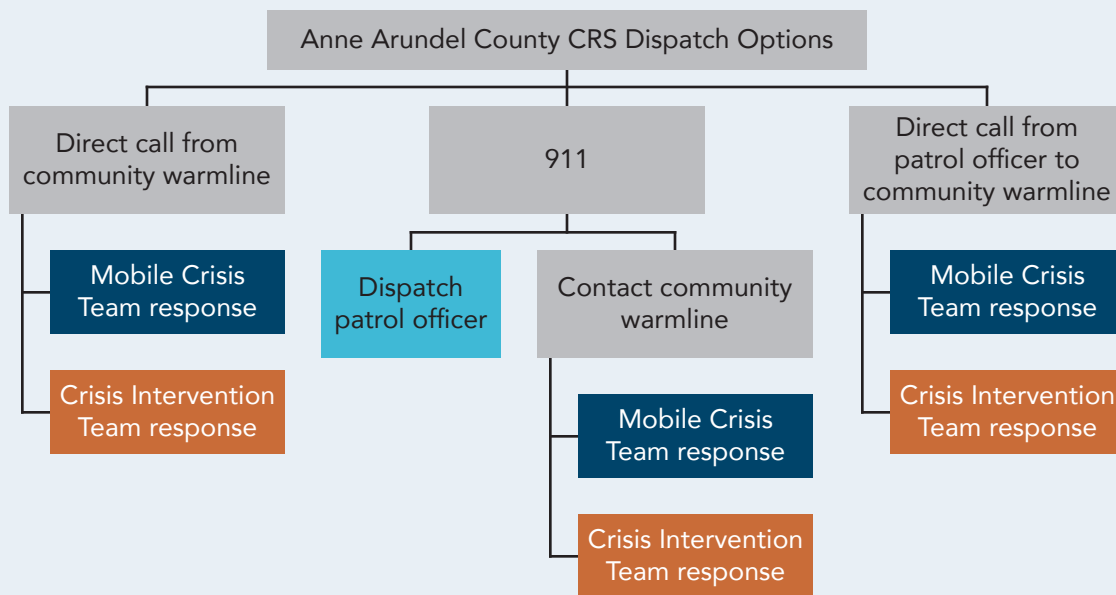 Anne Arundel County CRS Dispatch Options
Direct call from
community warmline
Mobile Crisis
Team response
Crisis Intervention
Team response
911
Dispatch
patrol officer
Contact community
warmline
Mobile Crisis
Team response
Crisis Intervention
Team response
Direct call from
patrol officer to
community warmline
Mobile Crisis
Team response
Crisis Intervention
Team response